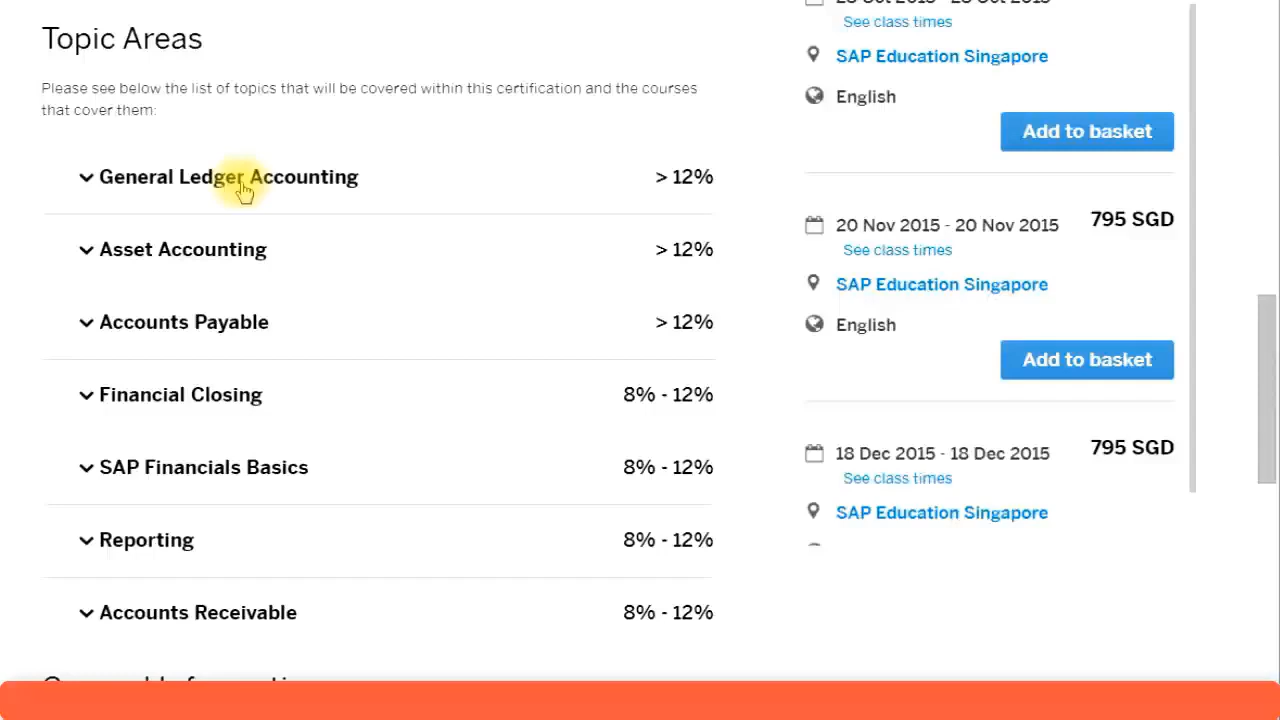 Topic Areas
Please see below the list of topics that will be covered within this certification and the courses
that cover them:
General Ledger Accounting > 12%
Asset Accounting > 12%
Accounts Payable > 12%
Financial Closing 8% - 12%
SAP Financials Basics 8% - 12%
Reporting 8% - 12%
Accounts Receivable 8% - 12%
See class times
SAP Education Singapore
English
Add to basket
20 Nov 2015 - 20 Nov 2015 795 SGD
See class times
SAP Education Singapore
English
Add to basket
18 Dec 2015 - 18 Dec 2015 795 SGD
See class times
SAP Education Singapore